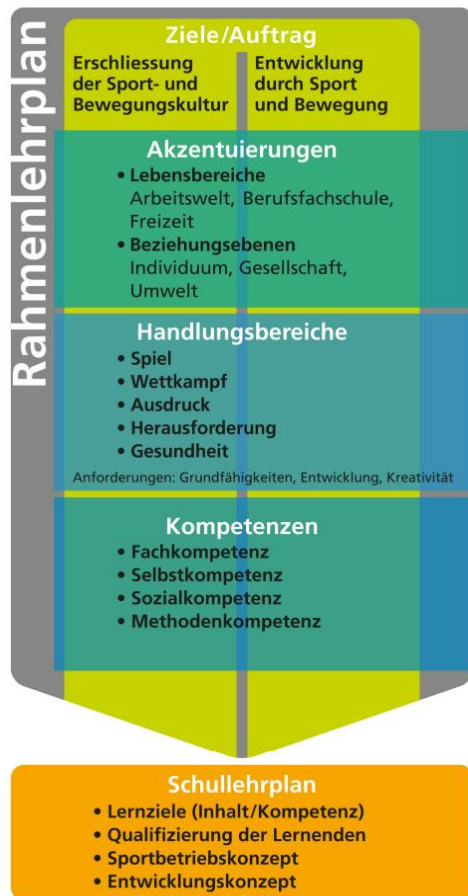 Rahmenlehrplan
Ziele/Auftrag
Erschliessung
der Sport- und
Bewegungskultur
Entwicklung
durch Sport
und Bewegung
Akzentuierungen
• Lebensbereiche
Arbeitswelt, Berufsfachschule,
Freizeit
• Beziehungsebenen
Individuum, Gesellschaft,
Umwelt
Handlungsbereiche
• Spiel
• Wettkampf
• Ausdruck
• Herausforderung
• Gesundheit
Anforderungen: Grundfähigkeiten, Entwicklung, Kreativität
Kompetenzen
• Fachkompetenz
• Selbstkompetenz
• Sozialkompetenz
• Methodenkompetenz
Schullehrplan
• Lernziele (Inhalt/Kompetenz)
• Qualifizierung der Lernenden
• Sportbetriebskonzept
• Entwicklungskonzept